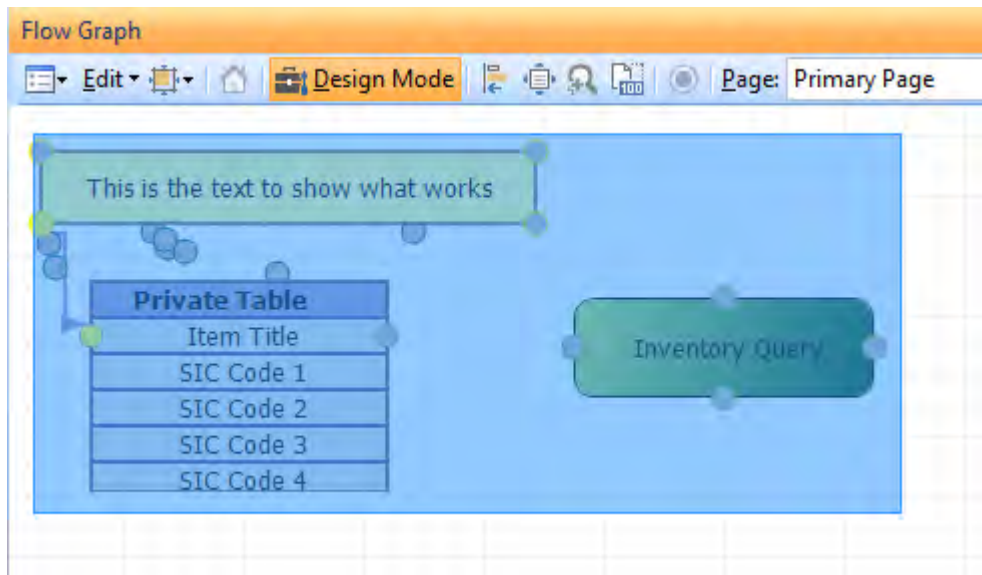 Flow Graph
Edit Design Mode 100 Page: Primary Page
This is the text to show what works
Private Table
Item Title
SIC Code 1
SIC Code 2
SIC Code 3
SIC Code 4
Inventory Query